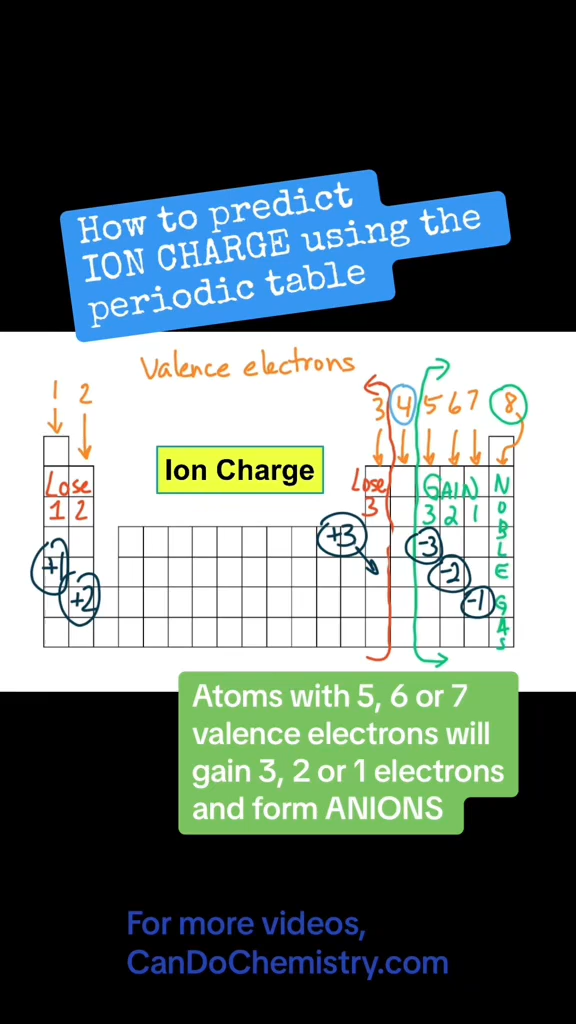 How to predict
ION CHARGE using the
periodic table
Valence electrons
1 2 3 4 5 6 7 8
Ion Charge
Lose Lose GAIN NOBLE GAS
1 2 3 3 2 1
+3 -3
+1 -2
+2 -1
Atoms with 5, 6 or 7
valence electrons will
gain 3, 2 or 1 electrons
and form ANIONS
For more videos,
CanDoChemistry.com